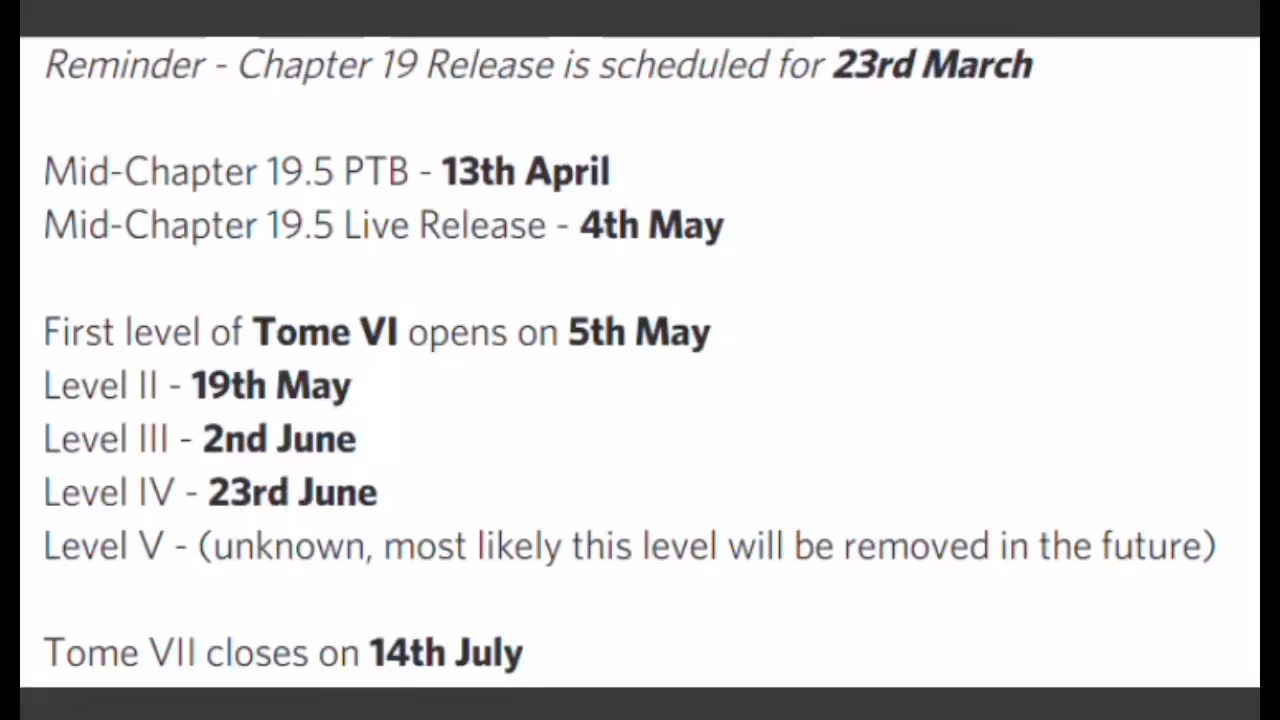 Reminder - Chapter 19 Release is scheduled for 23rd March
Mid-Chapter 19.5 PTB - 13th April
Mid-Chapter 19.5 Live Release - 4th May
First level of Tome VI opens on 5th May
Level II - 19th May
Level III - 2nd June
Level IV - 23rd June
Level V - (unknown, most likely this level will be removed in the future)
Tome VII closes on 14th July